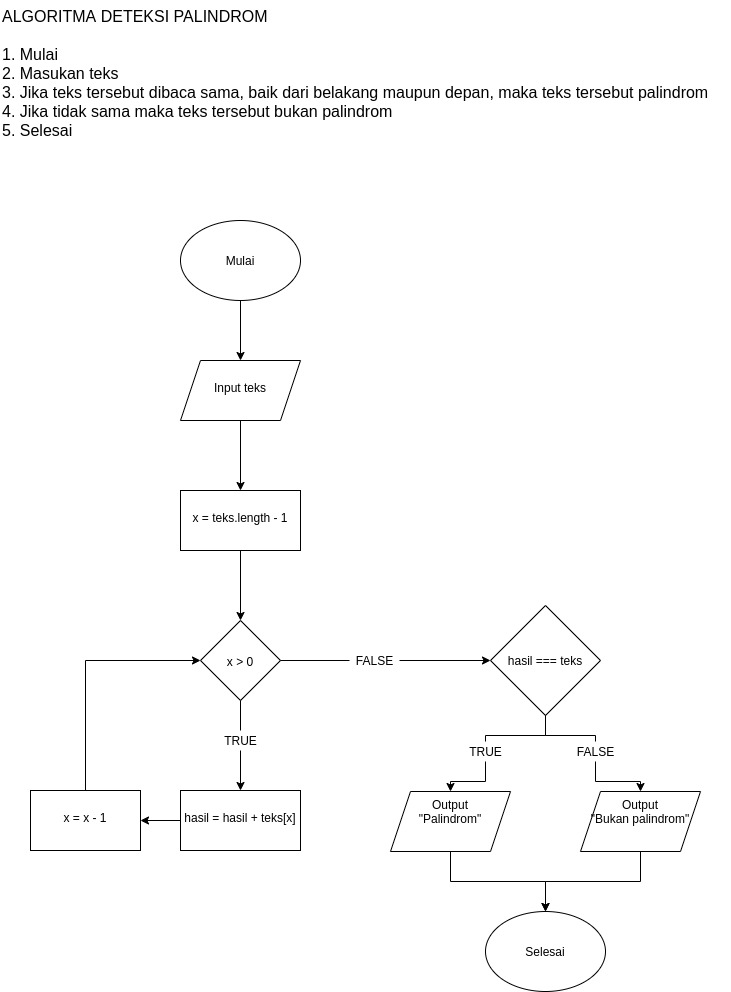 ALGORITMA DETEKSI PALINDROM
1. Mulai
2. Masukan teks
3. Jika teks tersebut dibaca sama, baik dari belakang maupun depan, maka teks tersebut palindrom
4. Jika tidak sama maka teks tersebut bukan palindrom
5. Selesai
Mulai
Input teks
x = teks.length - 1
x > 0
FALSE
hasil === teks
TRUE
TRUE
FALSE
x = x - 1
hasil = hasil + teks[x]
Output
"Palindrom"
Output
"Bukan palindrom"
Selesai